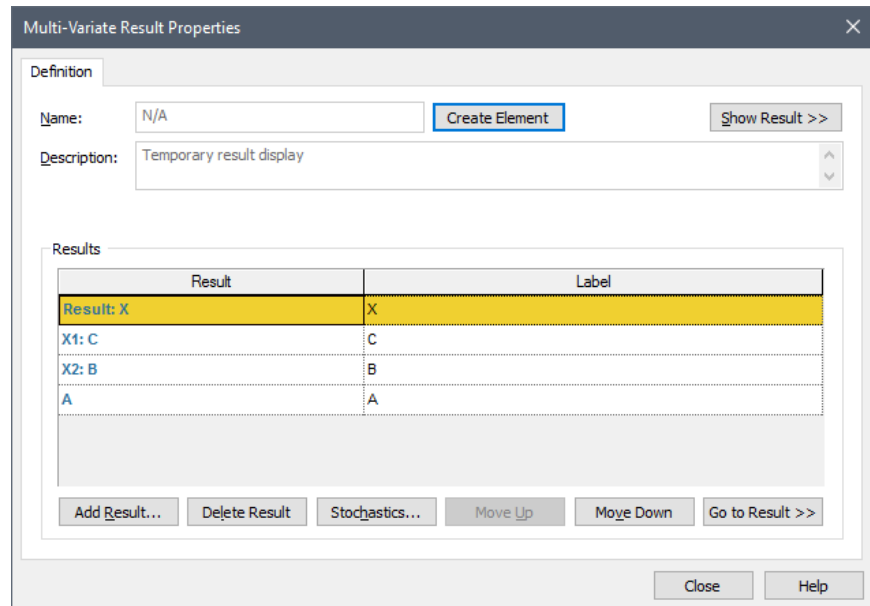 Multi-Variate Result Properties
Definition
Name: N/A Create Element Show Result >>
Description: Temporary result display
Results
Result Label
Result: X X
X1: C C
X2: B B
A A
Add Result... Delete Result Stochastics... Move Up Move Down Go to Result >>
Close Help